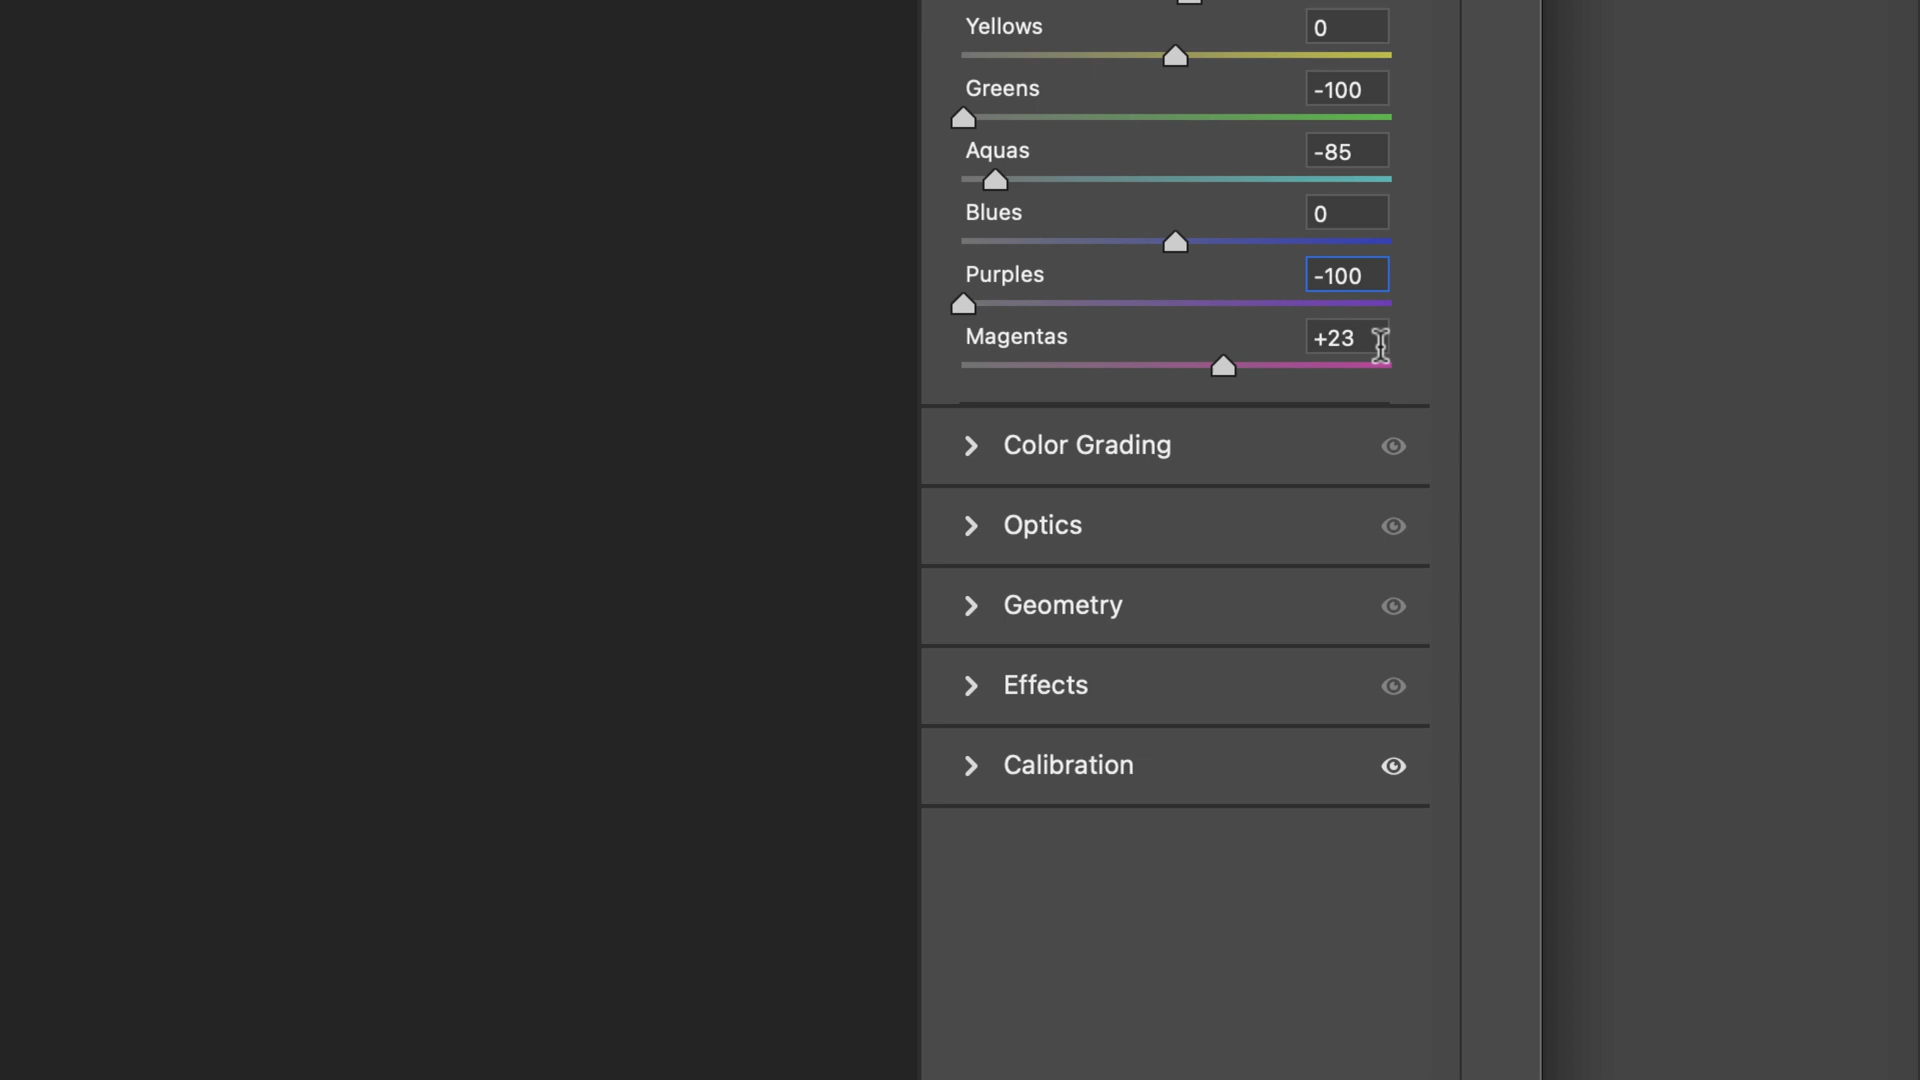 Yellows 0
Greens -100
Aquas -85
Blues 0
Purples -100
Magentas +23
Color Grading
Optics
Geometry
Effects
Calibration